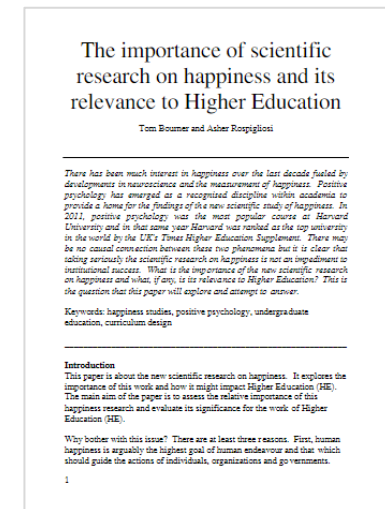 The importance of scientific
research on happiness and its
relevance to Higher Education
Tom Bourner and Asher Rospigliosi
There has been much interest in happiness over the last decade fueled by
developments in neuroscience and the measurement of happiness. Positive
psychology has emerged as a recognised discipline within academia to
provide a home for the findings of the new scientific study of happiness. In
2011, positive psychology was the most popular course at Harvard
University and in that same year Harvard was ranked as the top university
in the world by the UK's Times Higher Education Supplement. There may
be no causal connection between these two phenomena but it is clear that
taking seriously the scientific research on happiness is not an impediment to
institutional success. What is the importance of the new scientific research
on happiness and what, if any, is its relevance to Higher Education? This is
the question that this paper will explore and attempt to answer.
Keywords: happiness studies, positive psychology, undergraduate
education, curriculum design
Introduction
This paper is about the new scientific research on happiness. It explores the
importance of this work and how it might impact Higher Education (HE).
The main aim of the paper is to assess the relative importance of this
happiness research and evaluate its significance for the work of Higher
Education (HE).
Why bother with this issue? There are at least three reasons. First, human
happiness is arguably the highest goal of human endeavour and that which
should guide the actions of individuals, organizations and governments.
1